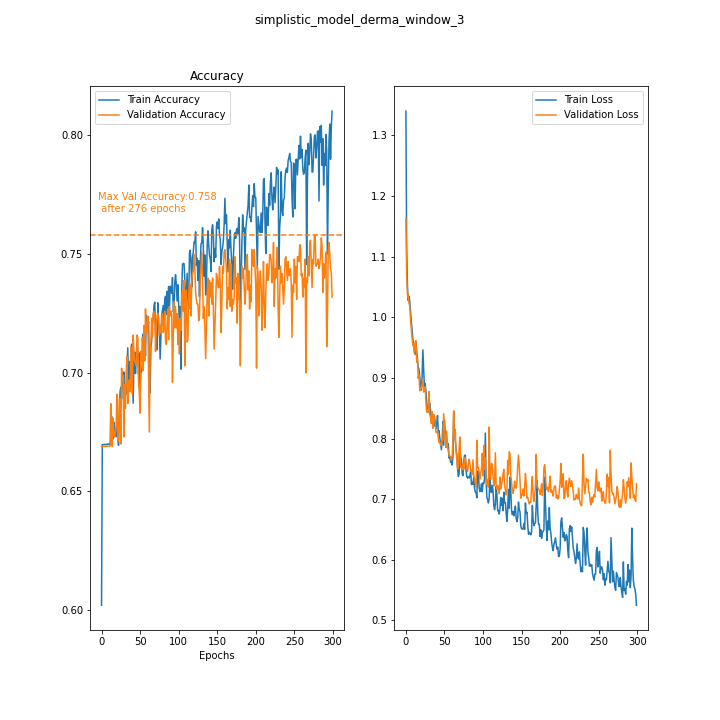 simplistic_model_derma_window_3
Accuracy
Train Accuracy
Validation Accuracy
Max Val Accuracy:0.758
after 276 epochs
0.80
0.75
0.70
0.65
0.60
0 50 100 150 200 250 300
Epochs
Train Loss
Validation Loss
1.3
1.2
1.1
1.0
0.9
0.8
0.7
0.6
0.5
0 50 100 150 200 250 300